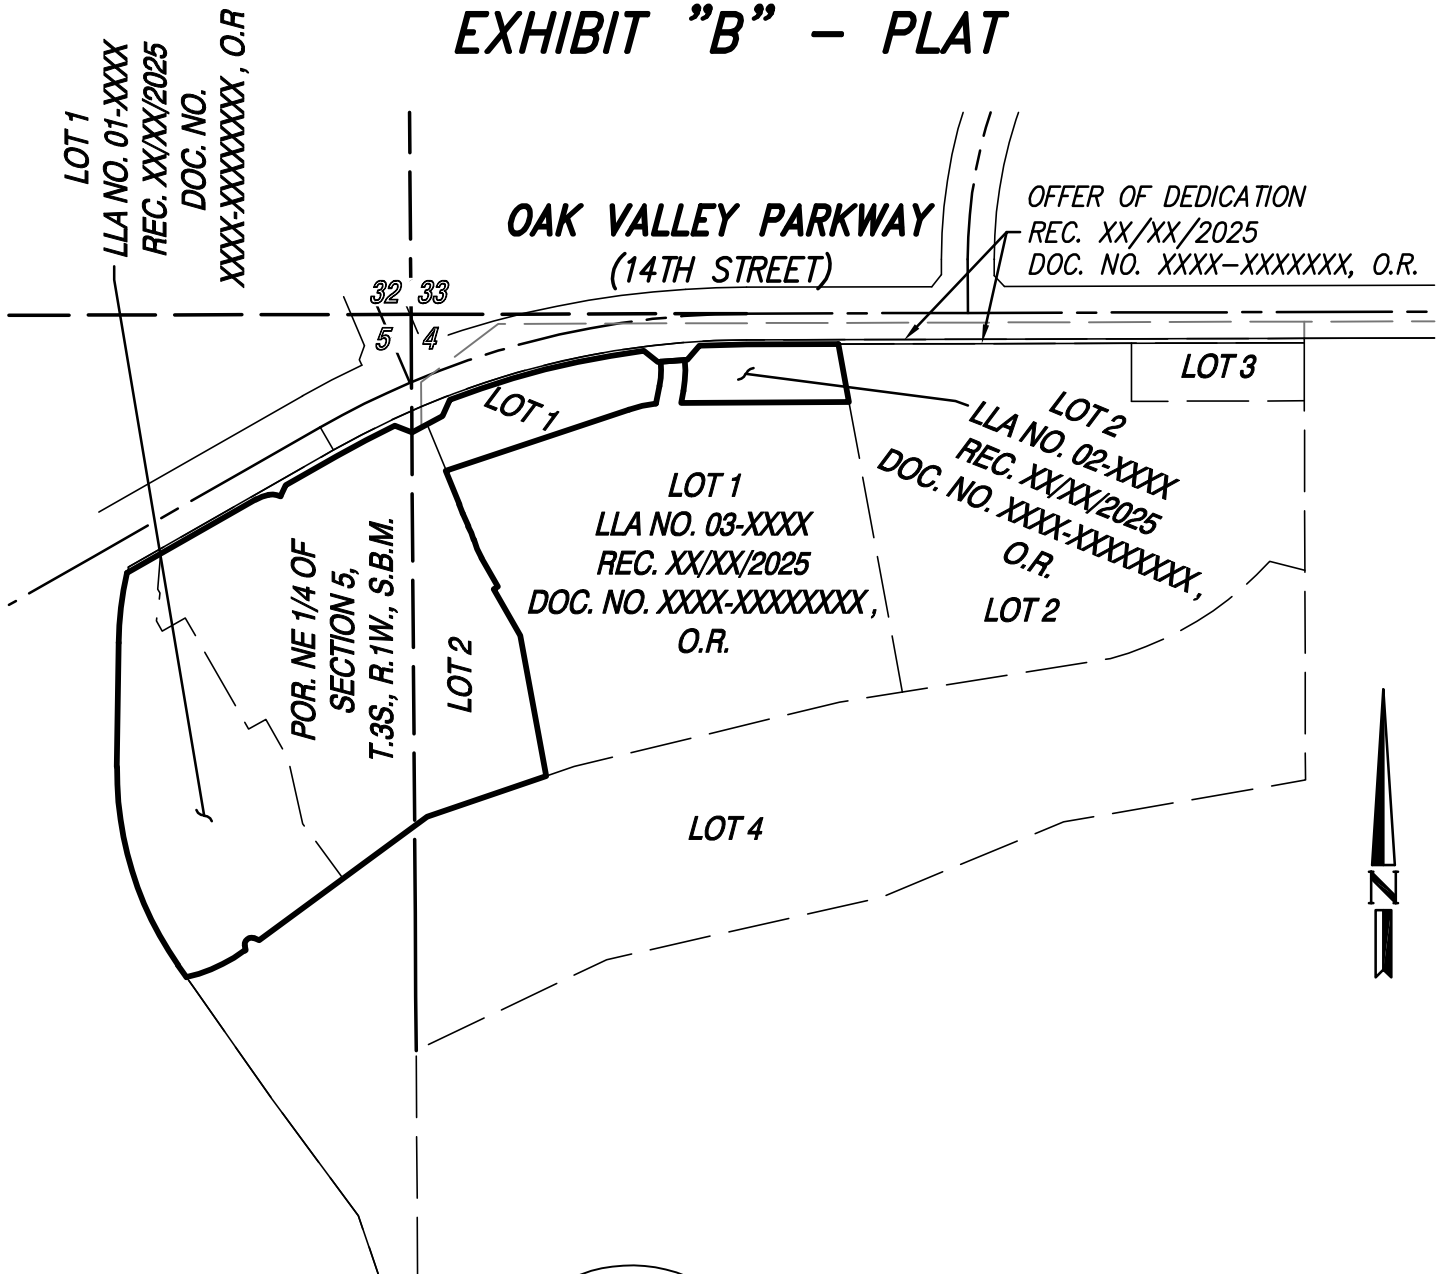 EXHIBIT "B" - PLAT
LOT 1
LLA NO. 01-XXXX
REC. XX/XX/2025
DOC. NO.
XXXX-XXXXXXXX, O.R
OAK VALLEY PARKWAY
(14TH STREET)
OFFER OF DEDICATION
REC. XX/XX/2025
DOC. NO. XXXX-XXXXXXX, O.R.
32 33
5 4
LOT 1
LOT 3
LOT 2
LLA NO. 02-XXXX
REC. XX/XX/2025
DOC. NO. XXXX-XXXXXXXX,
O.R.
LOT 1
LLA NO. 03-XXXX
REC. XX/XX/2025
DOC. NO. XXXX-XXXXXXXX,
O.R.
LOT 2
POR. NE 1/4 OF
SECTION 5,
T.3S., R.1W., S.B.M.
LOT 2
LOT 4
N